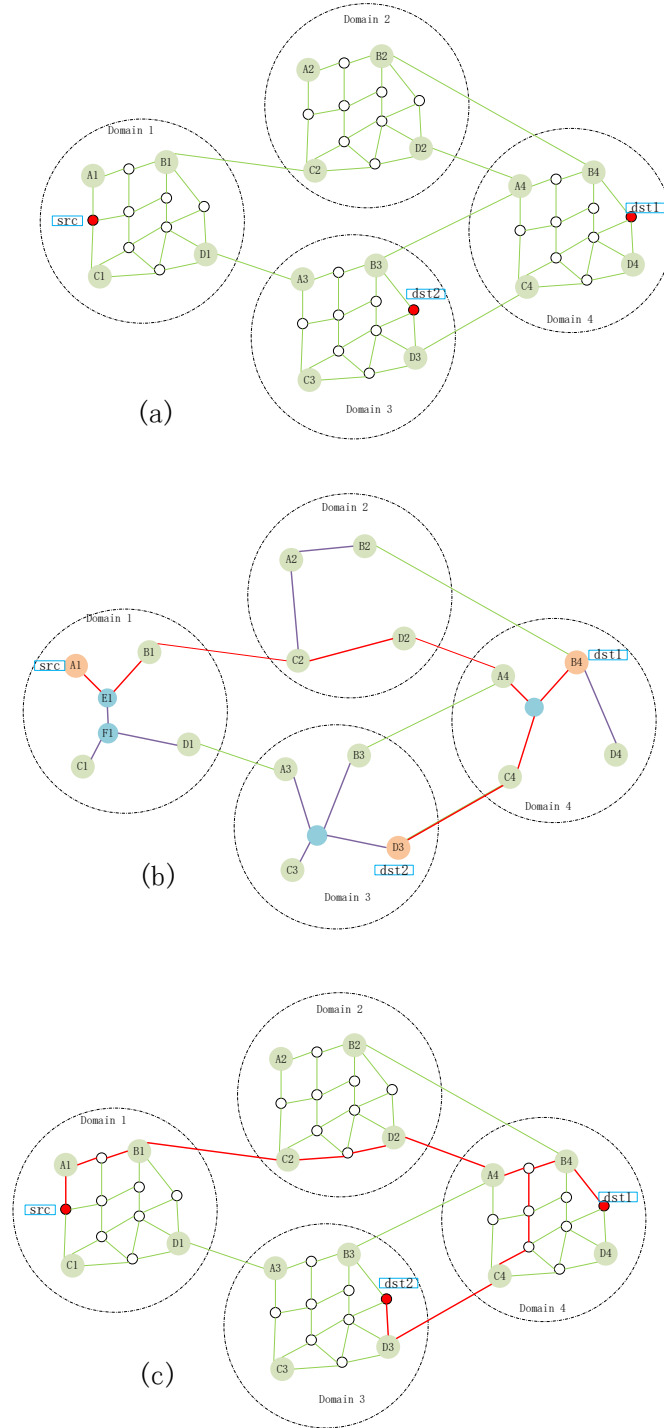 Domain 2
B2
A2
Domain 1
B1
D2
A1
C2
A4
B4
src
dst1
D1
B3
C1
A3
dst2
D4
C4
D3
Domain 4
C3
(a)
Domain 3
Domain 2
B2
A2
Domain 1
D2
B1
C2
src
A1
B4
dst1
A4
E1
F1
D1
B3
D4
C1
A3
C4
Domain 4
D3
C3
dst2
(b)
Domain 3
Domain 2
B2
A2
Domain 1
D2
B1
C2
A1
B4
A4
src
dst1
D1
B3
D4
C1
A3
C4
dst2
Domain 4
D3
C3
(c)
Domain 3